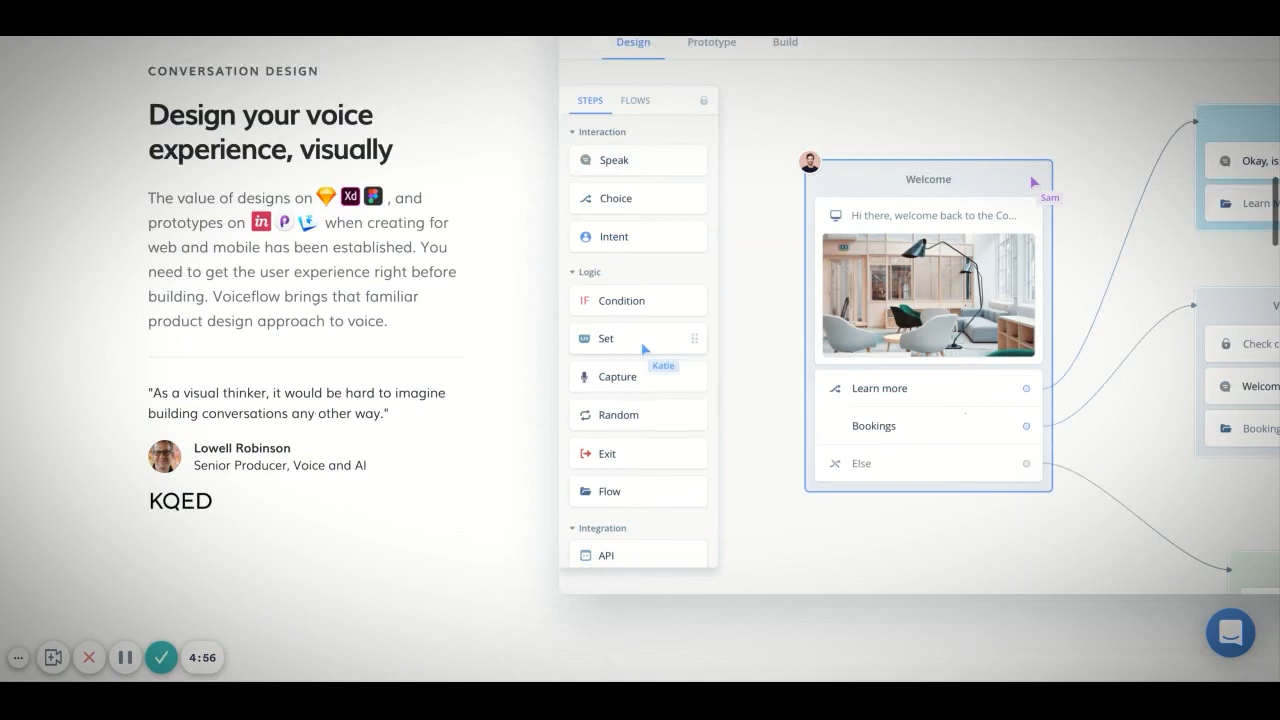 CONVERSATION DESIGN
Design your voice
experience, visually
The value of designs on Xd , and
prototypes on in P when creating for
web and mobile has been established. You
need to get the user experience right before
building. Voiceflow brings that familiar
product design approach to voice.
"As a visual thinker, it would be hard to imagine
building conversations any other way."
Lowell Robinson
Senior Producer, Voice and AI
KQED
4:56
Design
Prototype
Build
STEPS
FLOWS
Interaction
Speak
Choice
Intent
Logic
IF Condition
Set
Katie
Capture
Random
Exit
Flow
Integration
API
Welcome
Sam
Hi there, welcome back to the Co...
Learn more
Bookings
Else
Okay, is
Learn M
Check c
Welcom
Booking